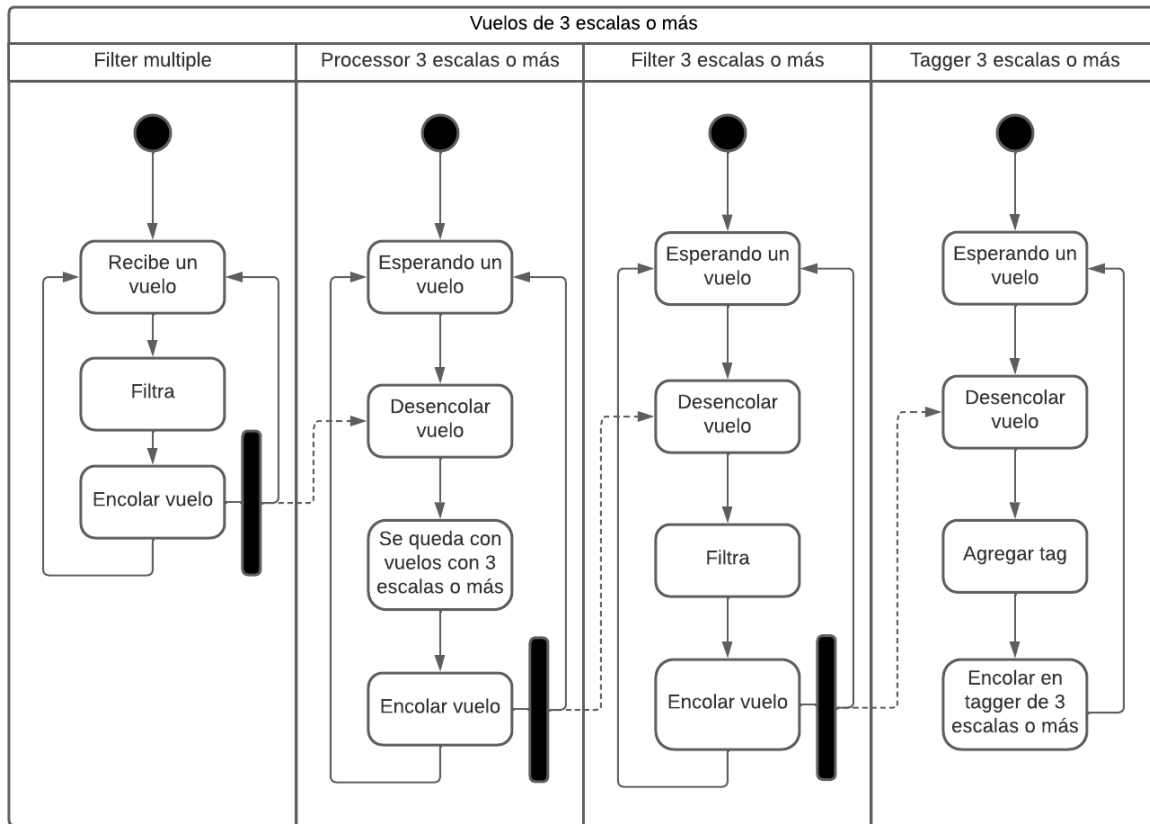 Vuelos de 3 escalas o más
Filter multiple
Processor 3 escalas o más
Filter 3 escalas o más
Tagger 3 escalas o más
Recibe un
vuelo
Filtra
Encolar vuelo
Esperando un
vuelo
Desencolar
vuelo
Se queda con
vuelos con 3
escalas o más
Encolar vuelo
Esperando un
vuelo
Desencolar
vuelo
Filtra
Encolar vuelo
Esperando un
vuelo
Desencolar
vuelo
Agregar tag
Encolar en
tagger de 3
escalas o más